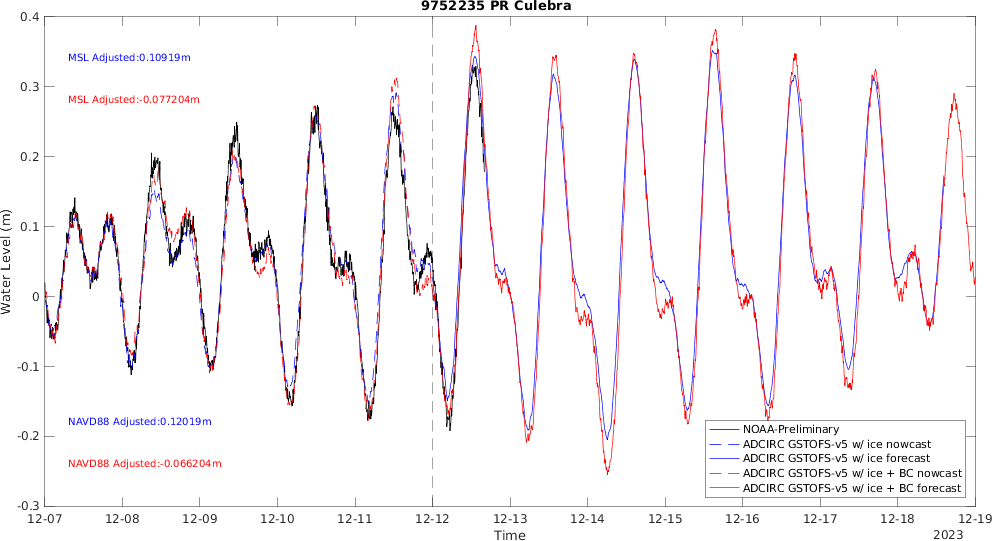 9752235 PR Culebra
0.4
0.3
0.2
0.1
0
-0.1
-0.2
-0.3
Water Level (m)
MSL Adjusted:0.10919m
MSL Adjusted:-0.077204m
NAVD88 Adjusted:0.12019m
NAVD88 Adjusted:-0.066204m
NOAA-Preliminary
ADCIRC GSTOFS-v5 w/ ice nowcast
ADCIRC GSTOFS-v5 w/ ice forecast
ADCIRC GSTOFS-v5 w/ ice + BC nowcast
ADCIRC GSTOFS-v5 w/ ice + BC forecast
12-07 12-08 12-09 12-10 12-11 12-12 12-13 12-14 12-15 12-16 12-17 12-18 12-19
Time
2023